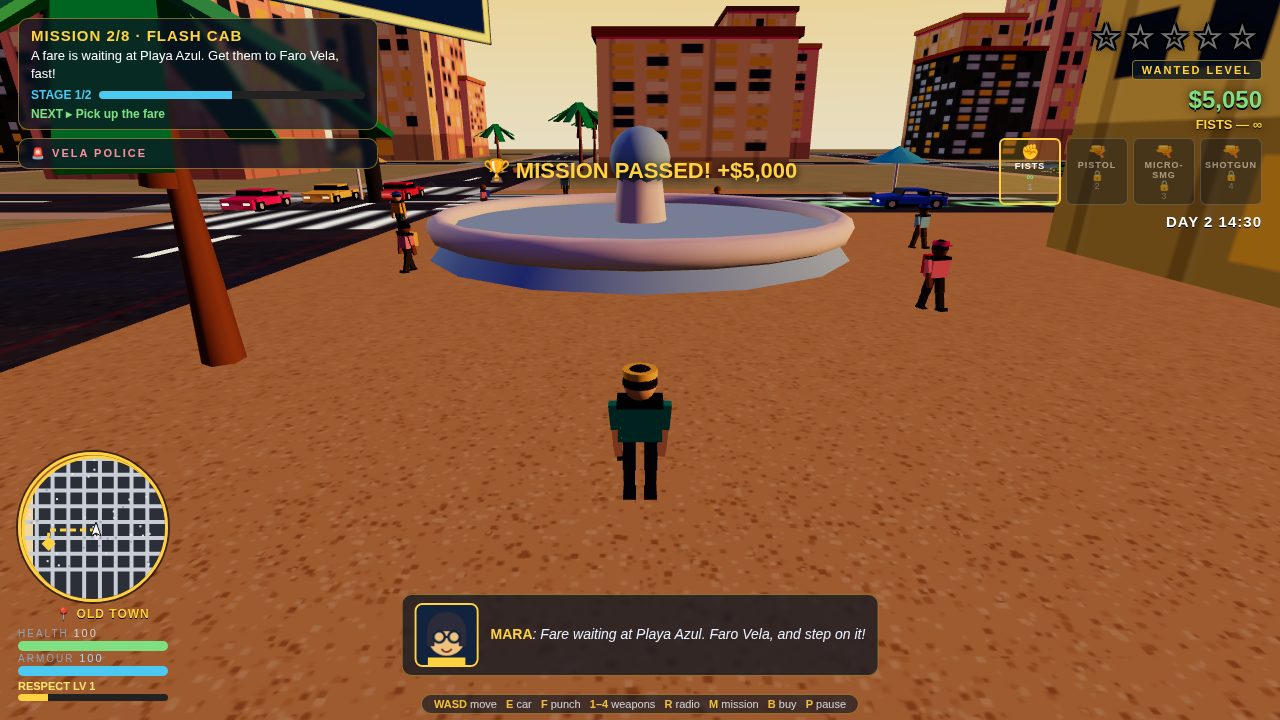 MISSION 2/8 · FLASH CAB
A fare is waiting at Playa Azul. Get them to Faro Vela,
fast!
STAGE 1/2
NEXT ▸ Pick up the fare
🚨 VELA POLICE
🏆 MISSION PASSED! +$5,000
WANTED LEVEL
$5,050
FISTS — ∞
FISTS
∞
1
PISTOL
2
MICRO-
SMG
3
SHOTGUN
4
DAY 2 14:30
📍 OLD TOWN
HEALTH 100
ARMOUR 100
RESPECT LV 1
MARA: Fare waiting at Playa Azul. Faro Vela, and step on it!
WASD move E car F punch 1–4 weapons R radio M mission B buy P pause